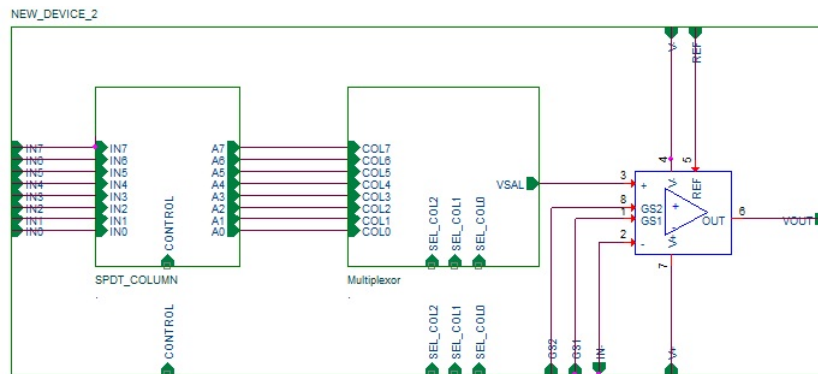 NEW_DEVICE_2
V-
REF
IN7 IN7 A7 COL7
IN6 IN6 A6 COL6
IN5 IN5 A5 COL5
IN4 IN4 A4 COL4
IN3 IN3 A3 COL3
IN2 IN2 A2 COL2
IN1 IN1 A1 COL1
IN0 IN0 A0 COL0
CONTROL
VSAL
SEL_COL2
SEL_COL1
SEL_COL0
4
5
3
+
V-
REF
8
GS2
+
1
GS1
-
OUT
6
VOUT
2
-
V+
7
SPDT_COLUMN
.
Multiplexor
.
CONTROL
SEL_COL2
SEL_COL1
SEL_COL0
GS2
GS1
IN-
V+